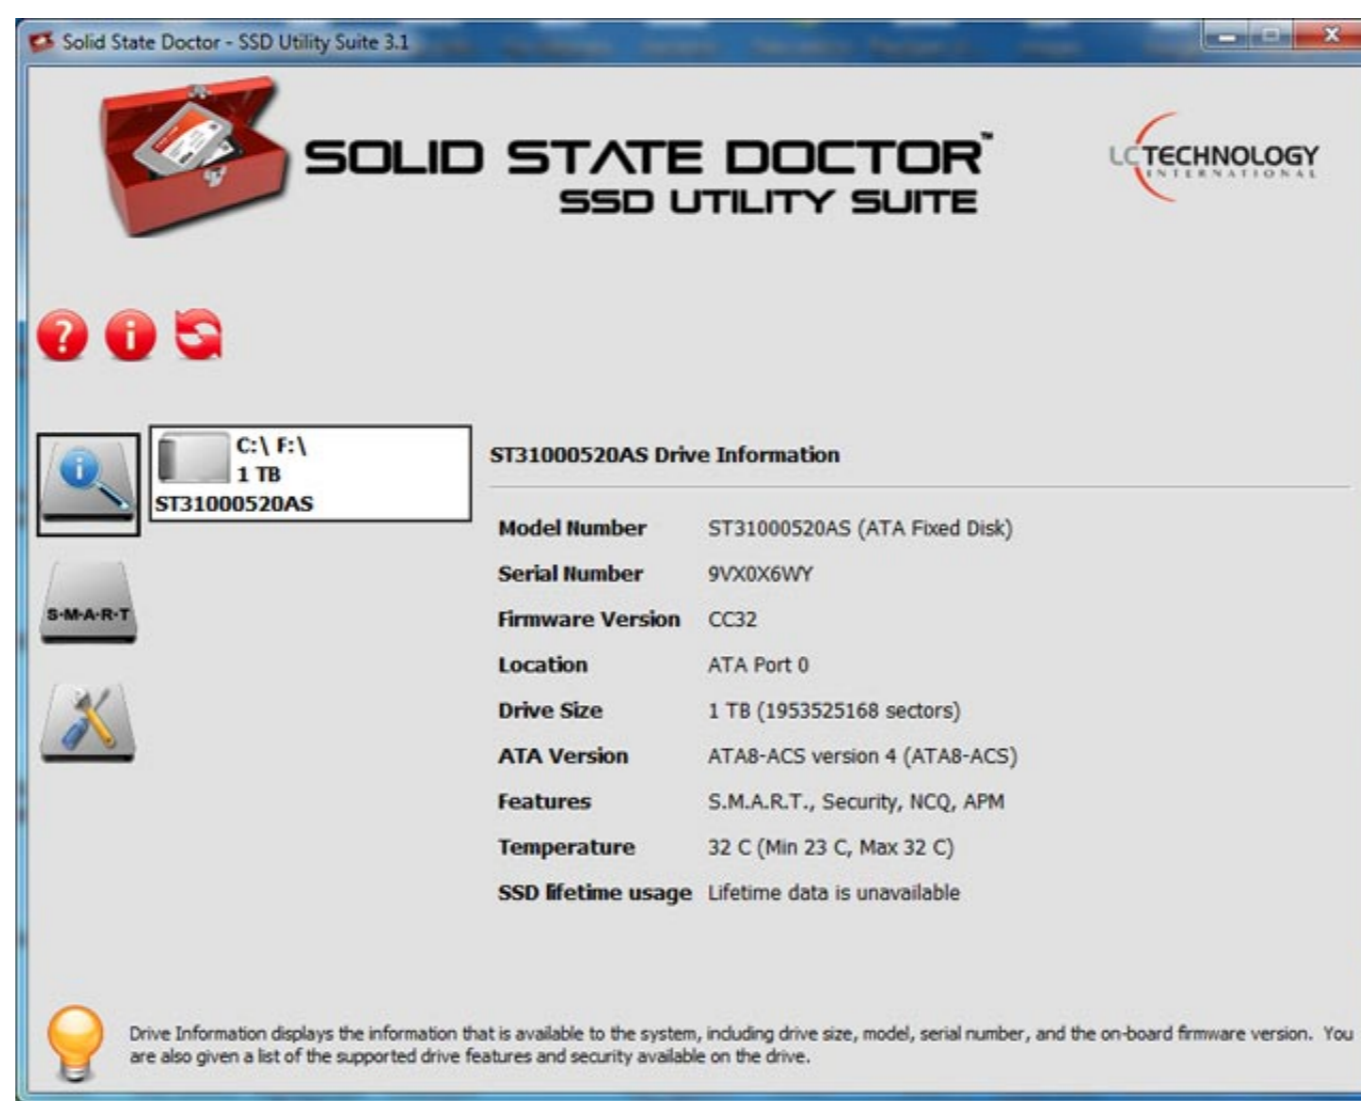 Solid State Doctor - SSD Utility Suite 3.1
SOLID STATE DOCTOR™
SSD UTILITY SUITE
LC TECHNOLOGY
INTERNATIONAL
? i
C:\ F:\
1 TB
ST31000520AS
S·M·A·R·T
ST31000520AS Drive Information
Model Number ST31000520AS (ATA Fixed Disk)
Serial Number 9VX0X6WY
Firmware Version CC32
Location ATA Port 0
Drive Size 1 TB (1953525168 sectors)
ATA Version ATA8-ACS version 4 (ATA8-ACS)
Features S.M.A.R.T., Security, NCQ, APM
Temperature 32 C (Min 23 C, Max 32 C)
SSD lifetime usage Lifetime data is unavailable
Drive Information displays the information that is available to the system, including drive size, model, serial number, and the on-board firmware version. You
are also given a list of the supported drive features and security available on the drive.